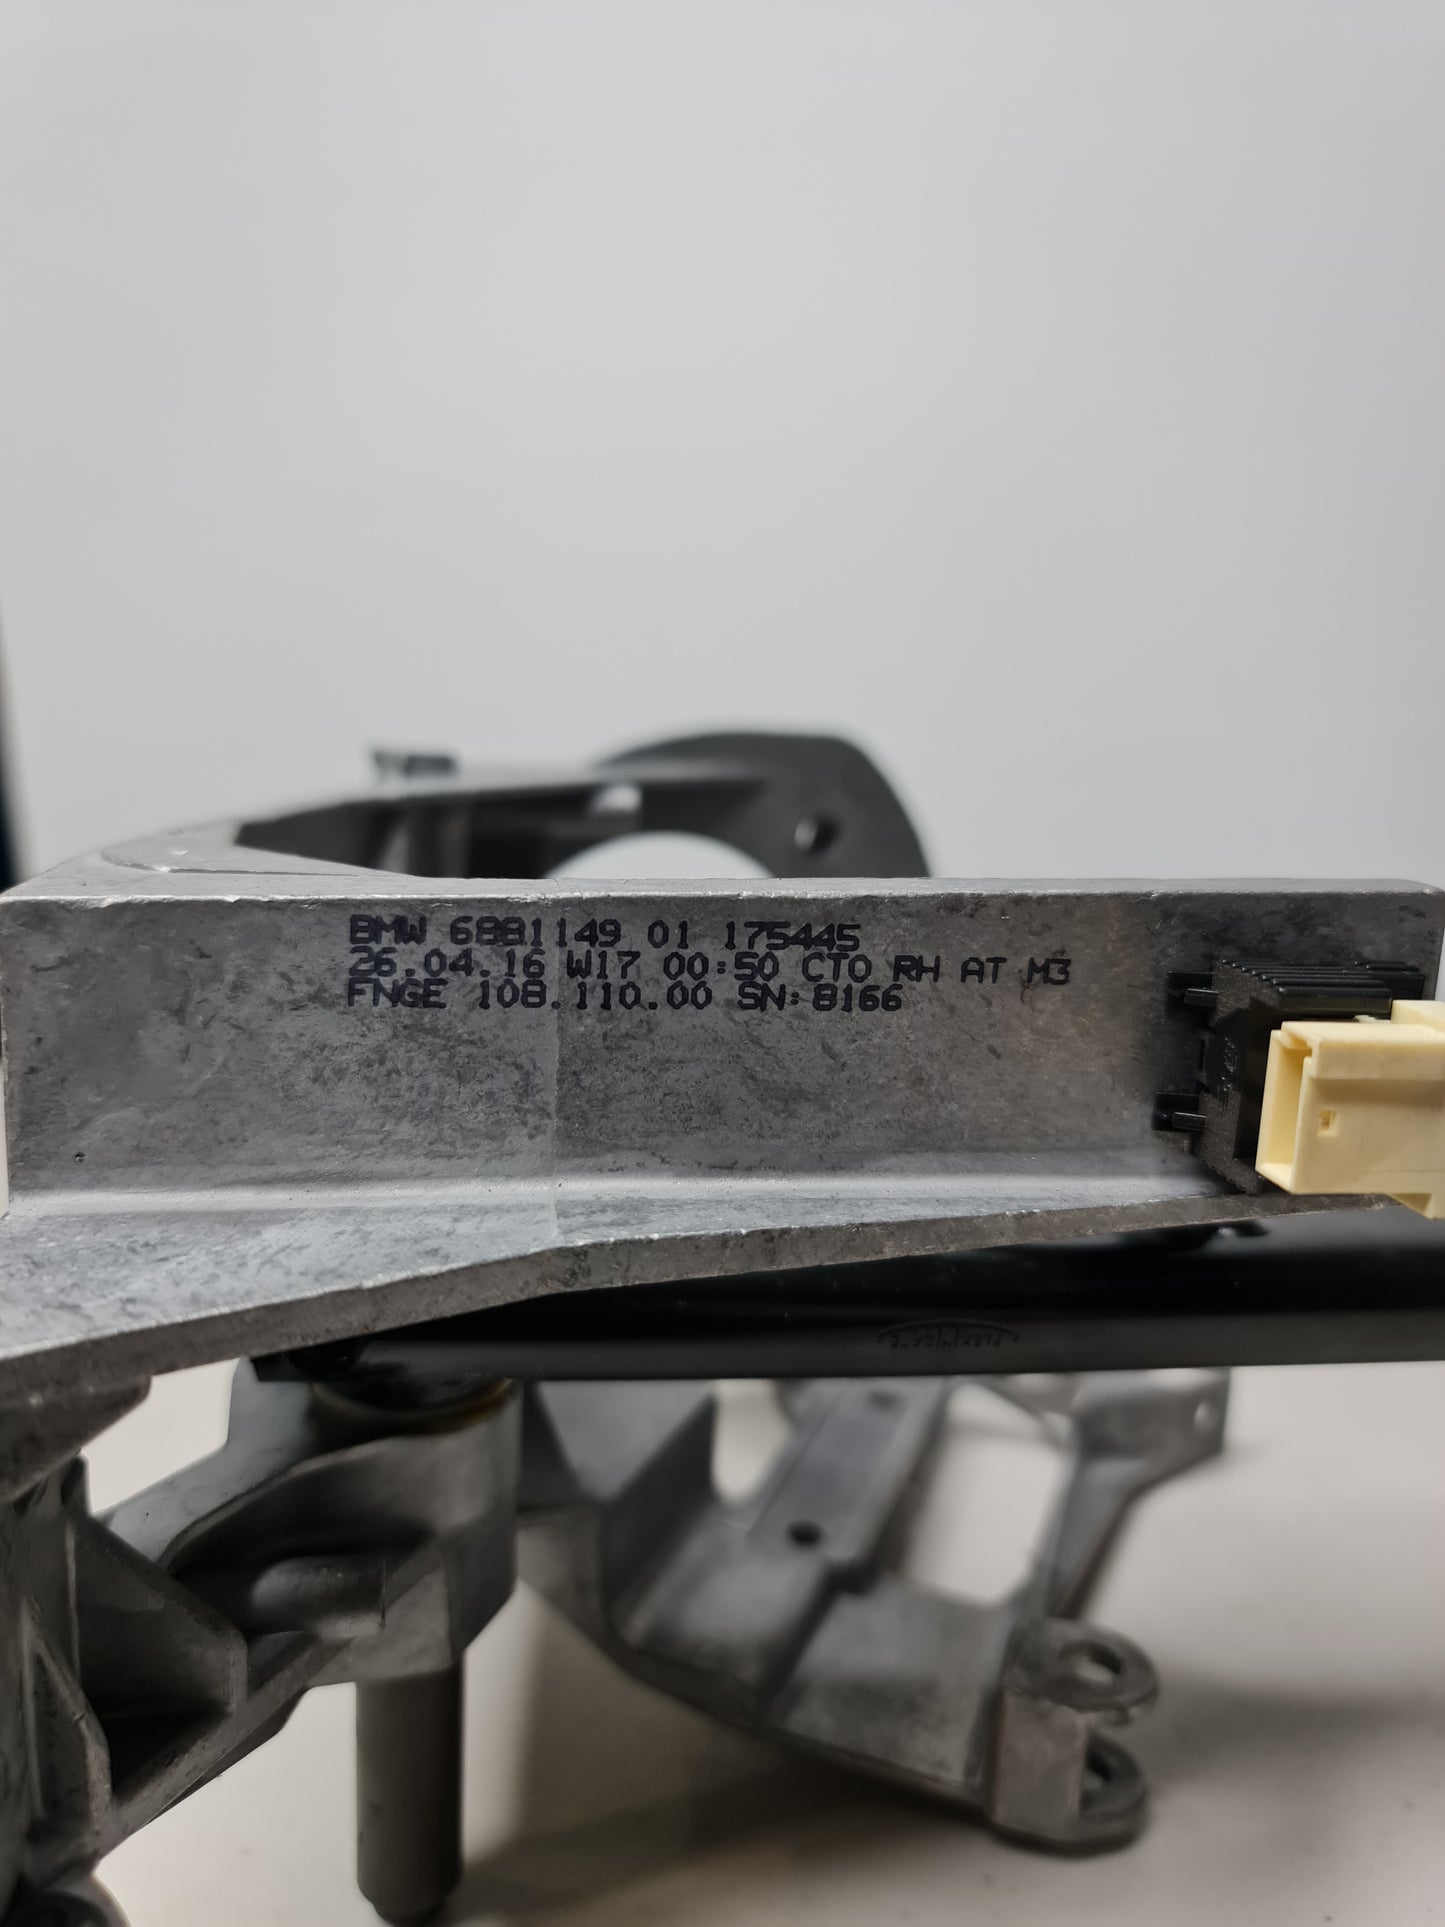 BMW 6881149 01 175445
26.04.16 W17 00:50 CTO RH AT M3
FNGE 108.110.00 SN:8166